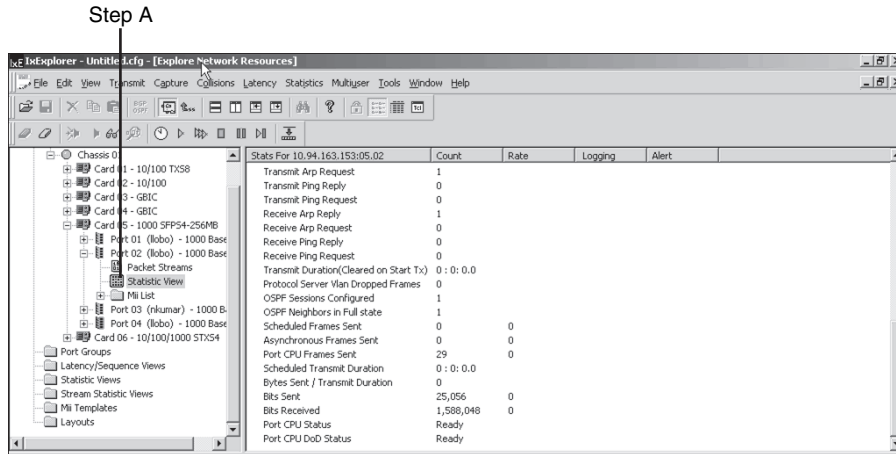 Step A
IxExplorer - Untitled.cfg - [Explore Network Resources]
File Edit View Transmit Capture Collisions Latency Statistics Multiuser Tools Window Help
Chassis 01
Card 01 - 10/100 TXS8
Card 02 - 10/100
Card 03 - GBIC
Card 04 - GBIC
Card 05 - 1000 SFPS4-256MB
Port 01 (llobo) - 1000 Base
Port 02 (llobo) - 1000 Base
Packet Streams
Statistic View
Mii List
Port 03 (nkumar) - 1000 B
Port 04 (llobo) - 1000 Base
Card 06 - 10/100/1000 STXS4
Port Groups
Latency/Sequence Views
Statistic Views
Stream Statistic Views
Mii Templates
Layouts
Stats For 10.94.163.153:05.02 Count Rate Logging Alert
Transmit Arp Request 1
Transmit Ping Reply 0
Transmit Ping Request 0
Receive Arp Reply 1
Receive Arp Request 0
Receive Ping Reply 0
Receive Ping Request 0
Transmit Duration(Cleared on Start Tx) 0 : 0: 0.0
Protocol Server Vlan Dropped Frames 0
OSPF Sessions Configured 1
OSPF Neighbors in Full state 1
Scheduled Frames Sent 0 0
Asynchronous Frames Sent 0 0
Port CPU Frames Sent 29 0
Scheduled Transmit Duration 0 : 0: 0.0
Bytes Sent / Transmit Duration 0
Bits Sent 25,056 0
Bits Received 1,588,048 0
Port CPU Status Ready
Port CPU DoD Status Ready